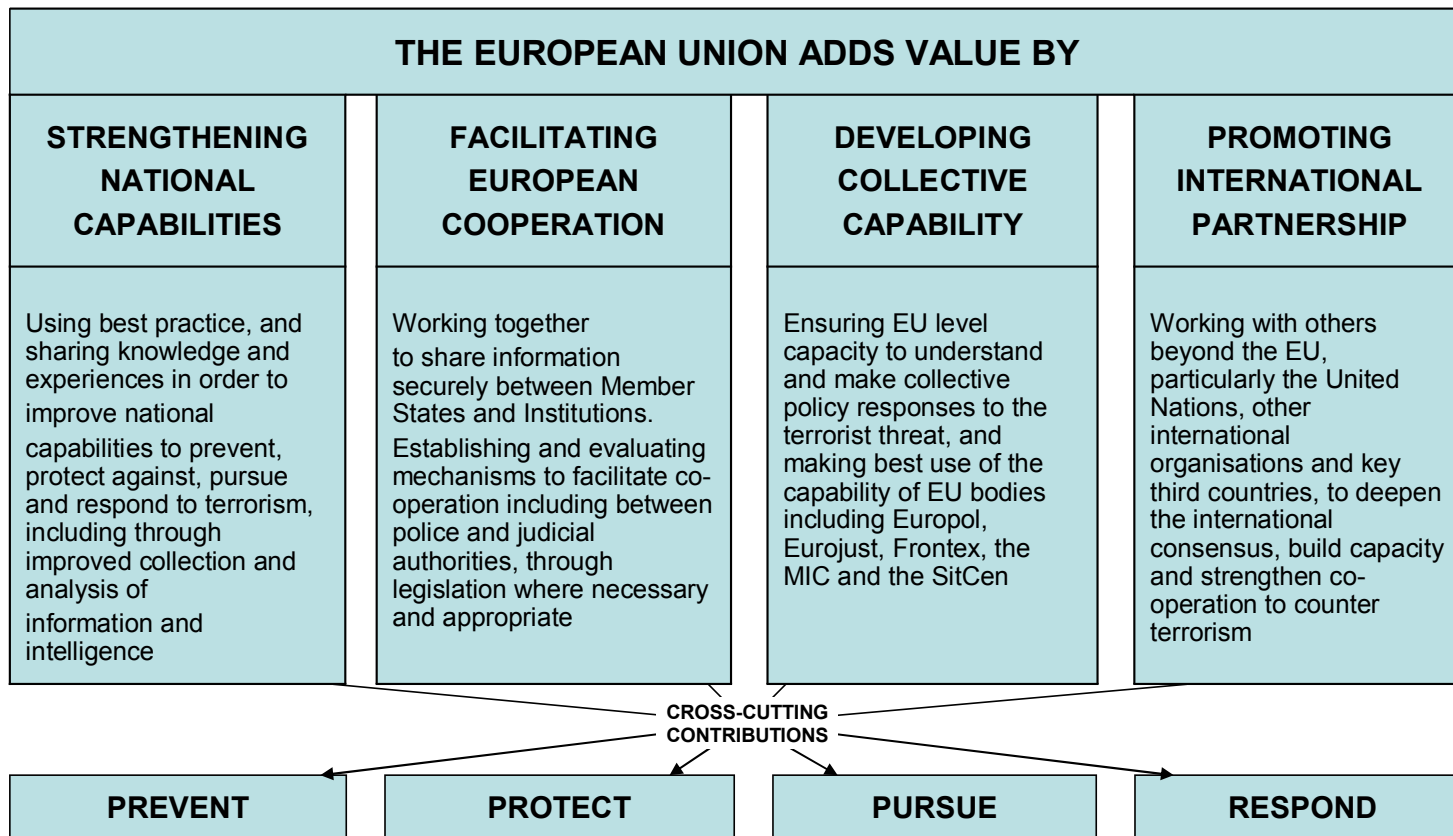 THE EUROPEAN UNION ADDS VALUE BY
STRENGTHENING
NATIONAL
CAPABILITIES
FACILITATING
EUROPEAN
COOPERATION
DEVELOPING
COLLECTIVE
CAPABILITY
PROMOTING
INTERNATIONAL
PARTNERSHIP
Using best practice, and
sharing knowledge and
experiences in order to
improve national
capabilities to prevent,
protect against, pursue
and respond to terrorism,
including through
improved collection and
analysis of
information and
intelligence
Working together
to share information
securely between Member
States and Institutions.
Establishing and evaluating
mechanisms to facilitate co-
operation including between
police and judicial
authorities, through
legislation where necessary
and appropriate
Ensuring EU level
capacity to understand
and make collective
policy responses to the
terrorist threat, and
making best use of the
capability of EU bodies
including Europol,
Eurojust, Frontex, the
MIC and the SitCen
Working with others
beyond the EU,
particularly the United
Nations, other
international
organisations and key
third countries, to deepen
the international
consensus, build capacity
and strengthen co-
operation to counter
terrorism
CROSS-CUTTING
CONTRIBUTIONS
PREVENT
PROTECT
PURSUE
RESPOND